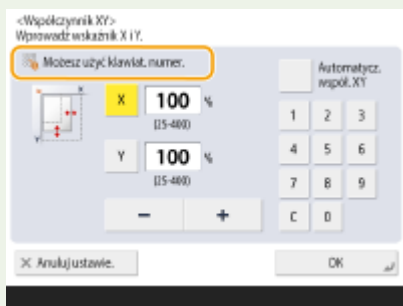 <Współczynnik XY>
Wprowadź wskaźnik X i Y.
Możesz użyć klawiat. numer.
Automatycz.
współ. XY
X
Y
X 100 %
(25-400)
Y 100 %
(25-400)
1 2 3
4 5 6
7 8 9
C 0
- +
× Anuluj ustawie.
OK